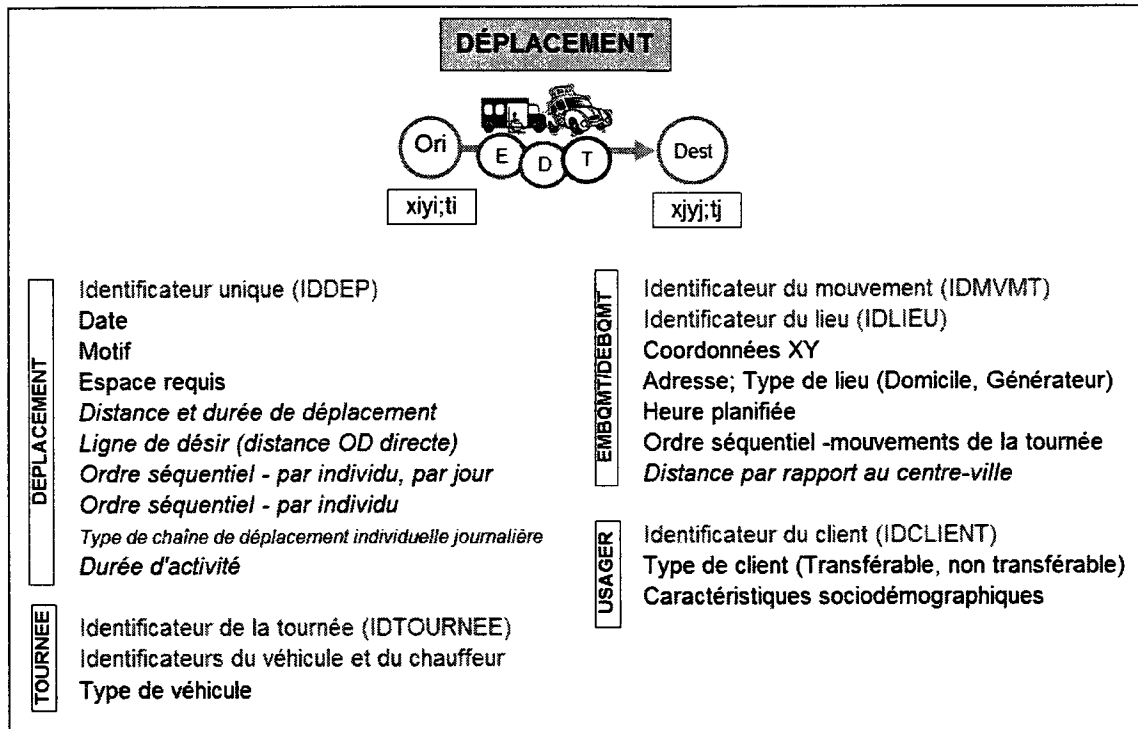 DÉPLACEMENT
Ori
E
D
T
Dest
xiyi;ti
xjyj;tj
DÉPLACEMENT
Identificateur unique (IDDEP)
Date
Motif
Espace requis
Distance et durée de déplacement
Ligne de désir (distance OD directe)
Ordre séquentiel - par individu, par jour
Ordre séquentiel - par individu
Type de chaîne de déplacement individuelle journalière
Durée d'activité
TOURNEE
Identificateur de la tournée (IDTOURNEE)
Identificateurs du véhicule et du chauffeur
Type de véhicule
EMBQMT/DEBQMT
Identificateur du mouvement (IDMVMT)
Identificateur du lieu (IDLIEU)
Coordonnées XY
Adresse; Type de lieu (Domicile, Générateur)
Heure planifiée
Ordre séquentiel -mouvements de la tournée
Distance par rapport au centre-ville
USAGER
Identificateur du client (IDCLIENT)
Type de client (Transférable, non transférable)
Caractéristiques sociodémographiques